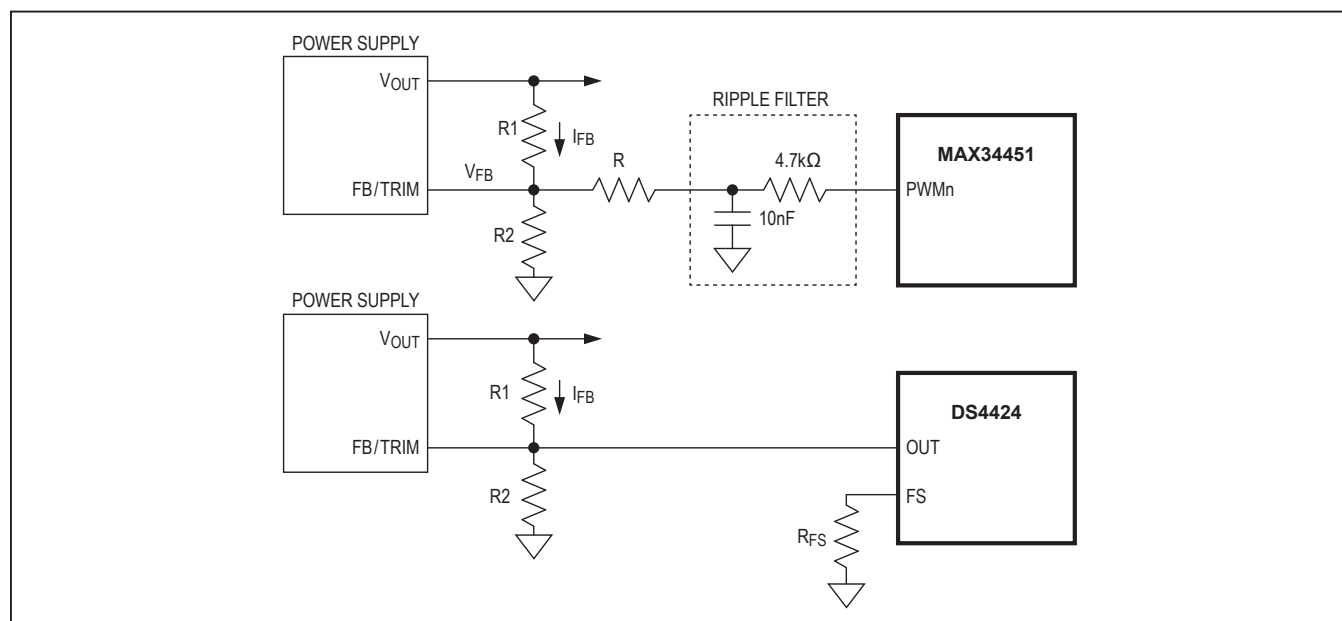 POWER SUPPLY
VOUT
R1
IFB
VFB
FB/TRIM
R2
R
RIPPLE FILTER
4.7kΩ
10nF
MAX34451
PWMn
POWER SUPPLY
VOUT
R1
IFB
FB/TRIM
R2
DS4424
OUT
FS
RFS